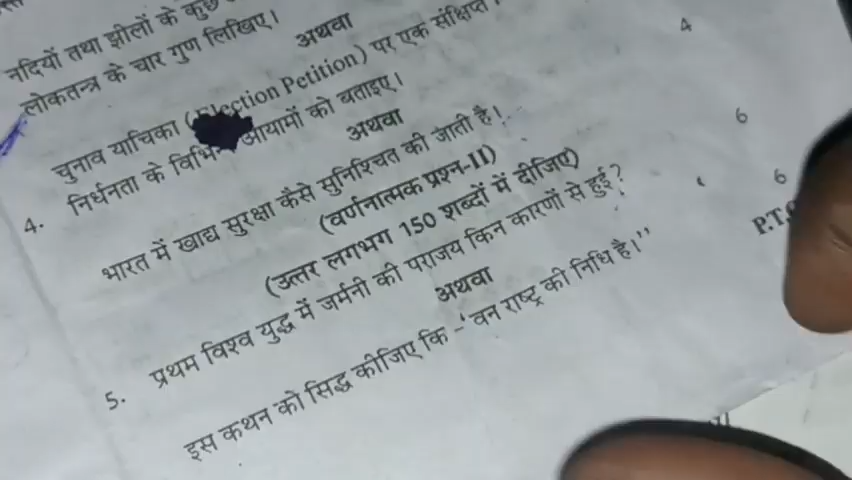 नदियों तथा झीलों के कुछ
अथवा
लोकतन्त्र के चार गुण लिखिए।
4
चुनाव याचिका (Election Petition) पर एक संक्षिप्त
4. निर्धनता के विभिन्न आयामों को बताइए।
अथवा
6
भारत में खाद्य सुरक्षा कैसे सुनिश्चित की जाती है।
(वर्णनात्मक प्रश्न-II)
(उत्तर लगभग 150 शब्दों में दीजिए)
5. प्रथम विश्व युद्ध में जर्मनी की पराजय किन कारणों से हुई?
6
अथवा
P.T.
इस कथन को सिद्ध कीजिए कि –‘वन राष्ट्र की निधि है।”